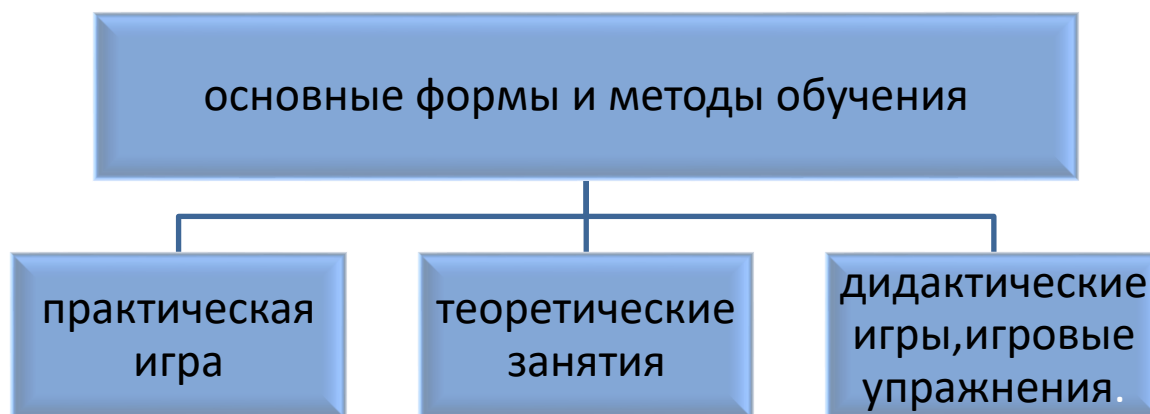 основные формы и методы обучения
практическая
игра
теоретические
занятия
дидактические
игры,игровые
упражнения.